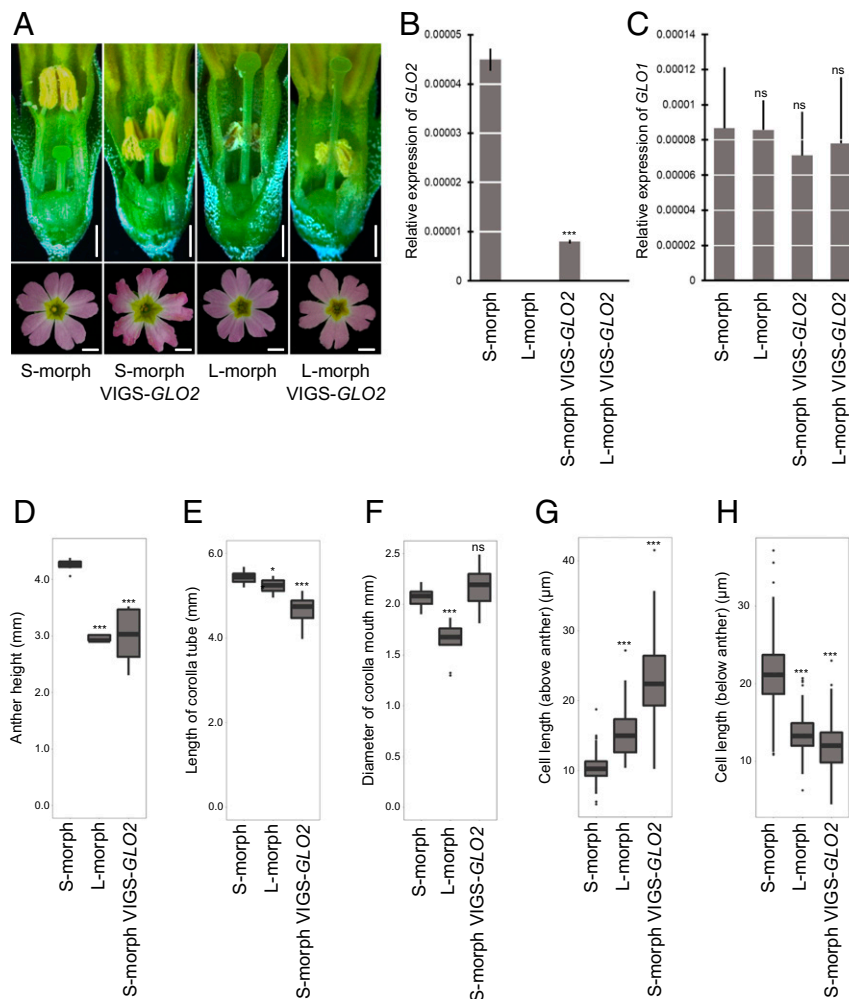 A
S-morph
S-morph
VIGS-GLO2
L-morph
L-morph
VIGS-GLO2
B
Relative expression of GLO2
0.00005
0.00004
0.00003
0.00002
0.00001
0
***
S-morph
L-morph
S-morph VIGS-GLO2
L-morph VIGS-GLO2
C
Relative expression of GLO1
0.00014
0.00012
0.0001
0.00008
0.00006
0.00004
0.00002
0
ns
ns
ns
S-morph
L-morph
S-morph VIGS-GLO2
L-morph VIGS-GLO2
D
Anther height (mm)
4.0
3.0
2.0
1.0
0.0
***
***
S-morph
L-morph
S-morph VIGS-GLO2
E
Length of corolla tube (mm)
6.0
4.0
2.0
0.0
*
***
S-morph
L-morph
S-morph VIGS-GLO2
F
Diameter of corolla mouth mm)
2.5
2.0
1.5
1.0
0.5
0.0
***
ns
S-morph
L-morph
S-morph VIGS-GLO2
G
Cell length (above anther) (μm)
40
30
20
10
***
***
S-morph
L-morph
S-morph VIGS-GLO2
H
Cell length (below anther) (μm)
30
20
10
***
***
S-morph
L-morph
S-morph VIGS-GLO2